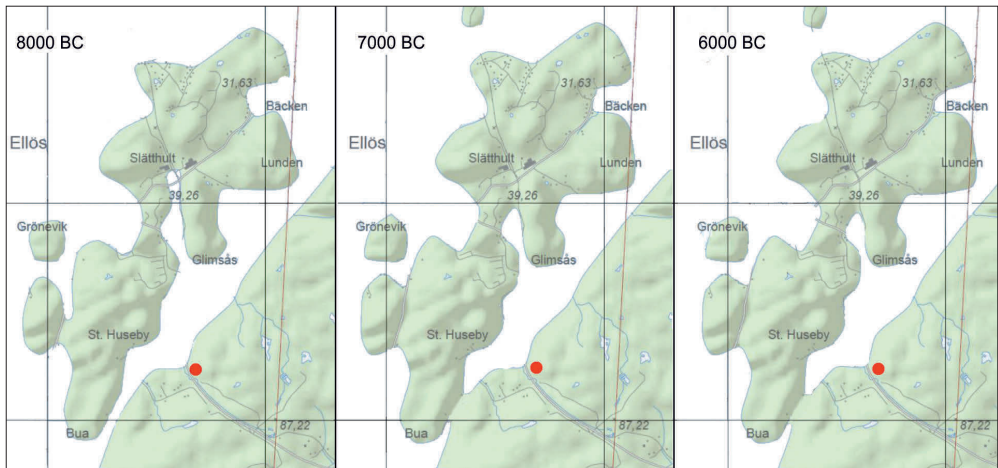 8000 BC
31,63
Bäcken
Ellös
Slätthult
Lunden
39,26
Grönevik
Glimsås
St. Huseby
87,22
Bua
7000 BC
31,63
Bäcken
Ellös
Slätthult
Lunden
39,26
Grönevik
Glimsås
St. Huseby
87,22
Bua
6000 BC
31,63
Bäcken
Ellös
Slätthult
Lunden
39,26
Grönevik
Glimsås
St. Huseby
87,22
Bua